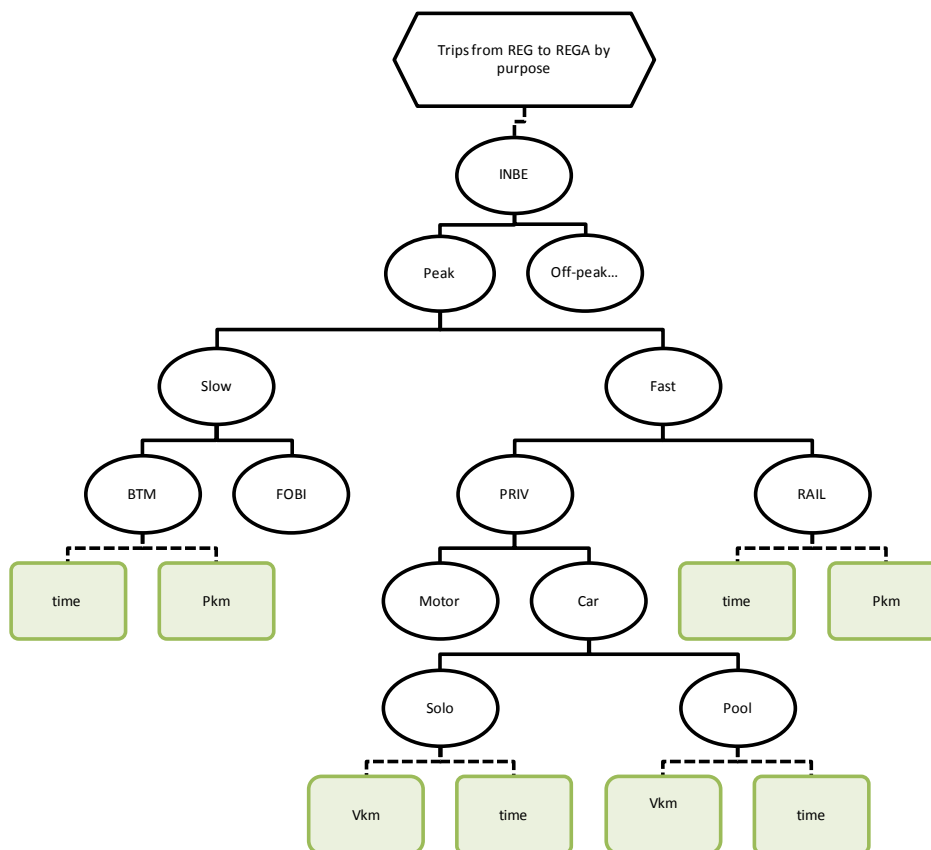 Trips from REG to REGA by
purpose
INBE
Peak
Off-peak...
Slow
Fast
BTM
FOBI
PRIV
RAIL
time
Pkm
Motor
Car
time
Pkm
Solo
Pool
Vkm
time
Vkm
time